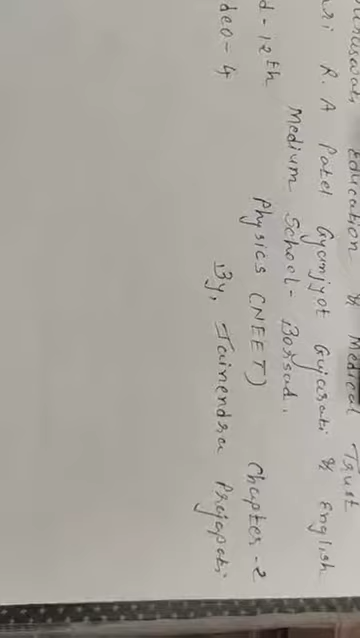 Education & Medical Trust
R. A Patel Gyanjyot Gujarati & English
Medium School - Borsad.
d - 12th Physics (NEET) Chapter - 2
deo - 4 By, Jainendra Prajapati